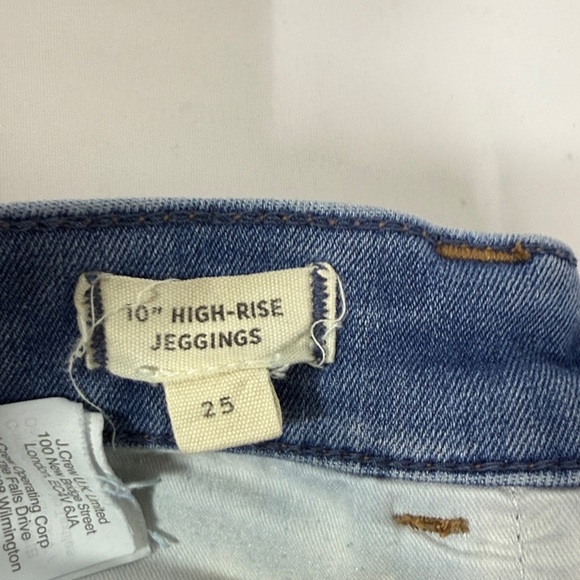 10" HIGH-RISE
JEGGINGS
25
J.Crew U.K. Limited
100 New Bridge Street
London, EC4V 6JA
Operating Corp
Falls Drive
Wilmington